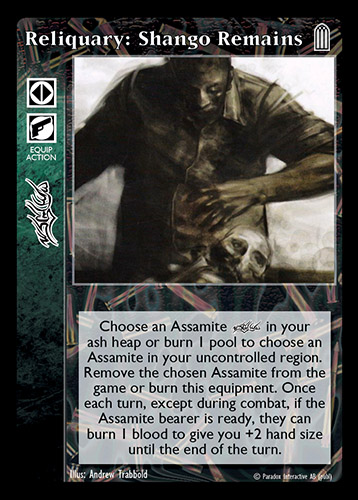 Reliquary: Shango Remains
EQUIP
ACTION
Choose an Assamite in your
ash heap or burn 1 pool to choose an
Assamite in your uncontrolled region.
Remove the chosen Assamite from the
game or burn this equipment. Once
each turn, except during combat, if the
Assamite bearer is ready, they can
burn 1 blood to give you +2 hand size
until the end of the turn.
Illus: Andrew Trabbold
© Paradox Interactive AB (publ)